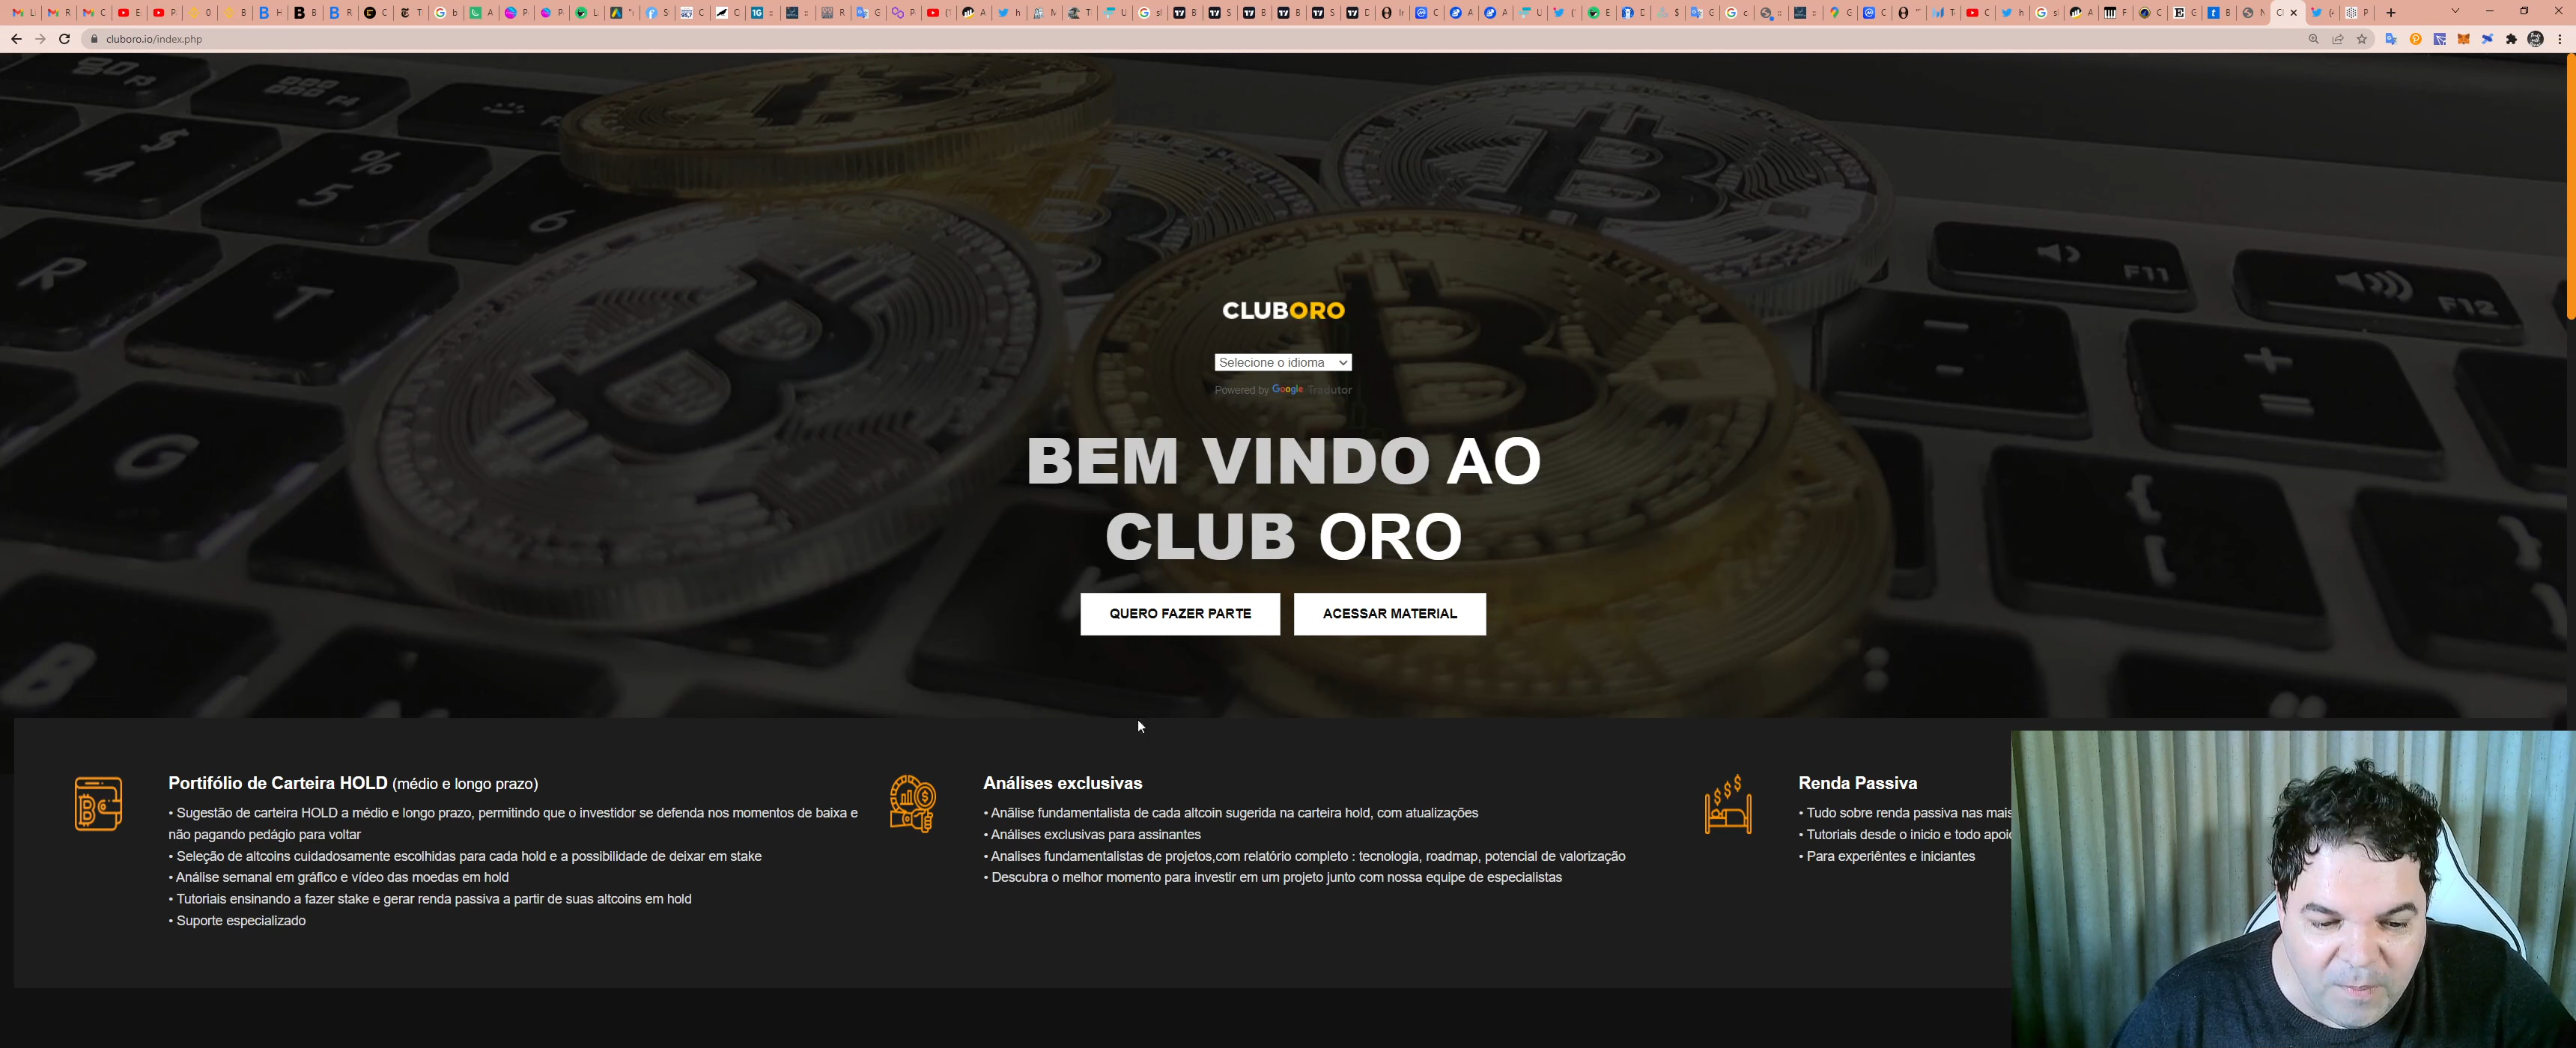 cluboro.io/index.php
CLUBORO
Selecione o idioma
Powered by Google Tradutor
BEM VINDO AO
CLUB ORO
QUERO FAZER PARTE
ACESSAR MATERIAL
Portifólio de Carteira HOLD (médio e longo prazo)
• Sugestão de carteira HOLD a médio e longo prazo, permitindo que o investidor se defenda nos momentos de baixa e
não pagando pedágio para voltar
• Seleção de altcoins cuidadosamente escolhidas para cada hold e a possibilidade de deixar em stake
• Análise semanal em gráfico e vídeo das moedas em hold
• Tutoriais ensinando a fazer stake e gerar renda passiva a partir de suas altcoins em hold
• Suporte especializado
Análises exclusivas
• Anãlise fundamentalista de cada altcoin sugerida na carteira hold, com atualizações
• Análises exclusivas para assinantes
• Analises fundamentalistas de projetos,com relatório completo : tecnologia, roadmap, potencial de valorização
• Descubra o melhor momento para investir em um projeto junto com nossa equipe de especialistas
Renda Passiva
• Tudo sobre renda passiva nas mais
• Tutoriais desde o inicio e todo apoio
• Para experiêntes e iniciantes